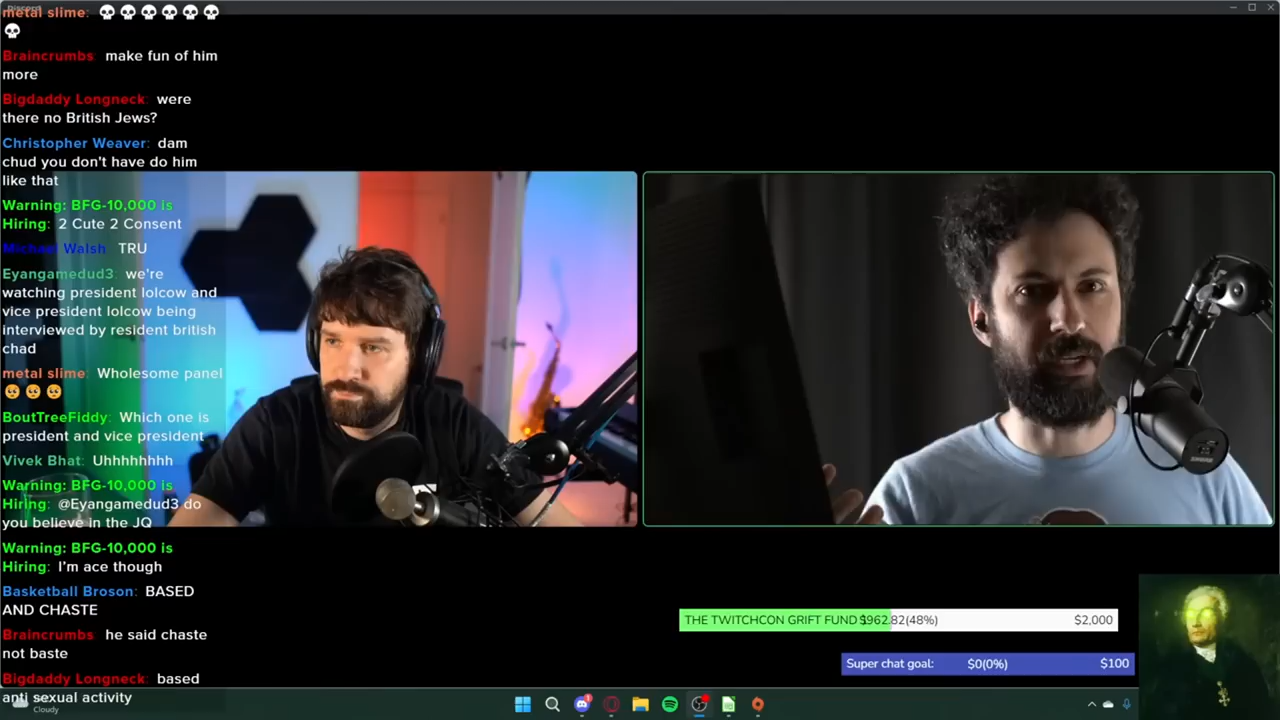 metal slime: 💀 💀 💀 💀 💀 💀
💀
Braincrumbs make fun of him
more
Bigdaddy Longneck: were
there no British Jews?
Christopher Weaver: dam
chud you don't have do him
like that
Warning: BFG-10,000 is
Hiring: 2 Cute 2 Consent
Michael Walsh TRU
Eyangamedud3: we're
watching president lolcow and
vice president lolcow being
interviewed by resident british
chad
metal slime: Wholesome panel
🥺 🥺 🥺
BoutTreeFiddy: Which one is
president and vice president
Vivek Bhat: Uhhhhhhhh
Warning: BFG-10,000 is
Hiring: @Eyangamedud3 do
you believe in the JQ
Warning: BFG-10,000 is
Hiring: I'm ace though
Basketball Broson: BASED
AND CHASTE
Braincrumbs he said chaste
not baste
Bigdaddy Longneck: based
anti sexual activity
Cloudy
THE TWITCHCON GRIFT FUND $962.82(48%) $2,000
Super chat goal: $0(0%) $100